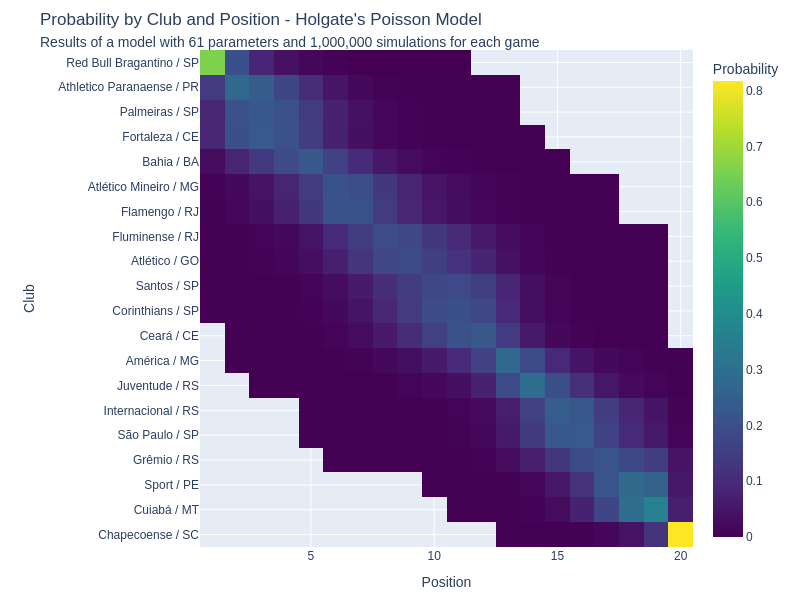 Probability by Club and Position - Holgate's Poisson Model
Results of a model with 61 parameters and 1,000,000 simulations for each game
Probability
Red Bull Bragantino / SP
Athletico Paranaense / PR
Palmeiras / SP
Fortaleza / CE
Bahia / BA
Atlético Mineiro / MG
Flamengo / RJ
Fluminense / RJ
Atlético / GO
Santos / SP
Corinthians / SP
Ceará / CE
América / MG
Juventude / RS
Internacional / RS
São Paulo / SP
Grêmio / RS
Sport / PE
Cuiabá / MT
Chapecoense / SC
Club
5 10 15 20
Position
0.8
0.7
0.6
0.5
0.4
0.3
0.2
0.1
0